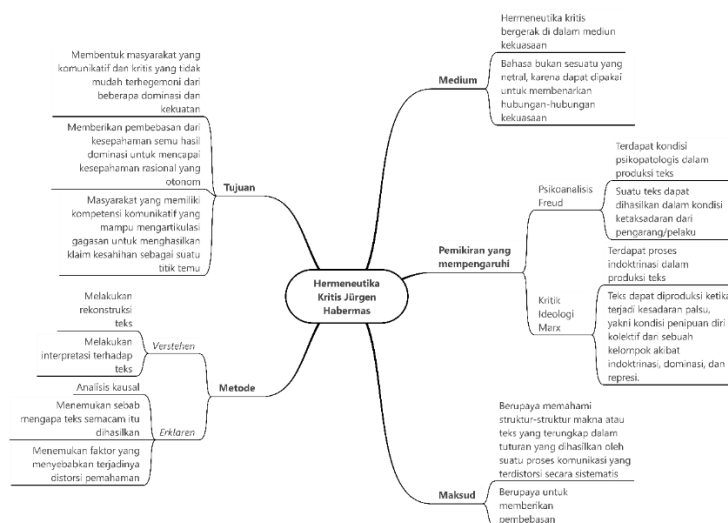 Membentuk masyarakat yang
komunikatif dan kritis yang tidak
mudah terhegemoni dari
beberapa dominasi dan
kekuatan
Memberikan pembebasan dari
kesepahaman semu hasil
dominasi untuk mencapai
kesepahaman rasional yang
otonom
Masyarakat yang memiliki
kompetensi komunikatif yang
mampu mengartikulasi
gagasan untuk menghasilkan
klaim kesahihan sebagai suatu
titik temu
Tujuan
Melakukan
rekonstruksi
teks
Melakukan
interpretasi terhadap
teks
Verstehen
Analisis kausal
Menemukan sebab
mengapa teks semacam itu
dihasilkan
Menemukan faktor yang
menyebabkan terjadinya
distorsi pemahaman
Erklaren
Metode
Hermeneutika
Kritis Jürgen
Habermas
Medium
Hermeneutika kritis
bergerak di dalam mediun
kekuasaan
Bahasa bukan sesuatu yang
netral, karena dapat dipakai
untuk membenarkan
hubungan-hubungan
kekuasaan
Pemikiran yang
mempengaruhi
Psikoanalisis
Freud
Terdapat kondisi
psikopatologis dalam
produksi teks
Suatu teks dapat
dihasilkan dalam kondisi
ketaksadaran dari
pengarang/pelaku
Kritik
Ideologi
Marx
Terdapat proses
indoktrinasi dalam
produksi teks
Teks dapat diproduksi ketika
terjadi kesadaran palsu,
yakni kondisi penipuan diri
kolektif dari sebuah
kelompok akibat
indoktrinasi, dominasi, dan
represi.
Maksud
Berupaya memahami
struktur-struktur makna atau
teks yang terungkap dalam
tuturan yang dihasilkan oleh
suatu proses komunikasi yang
terdistorsi secara sistematis
Berupaya untuk
memberikan
pembebasan